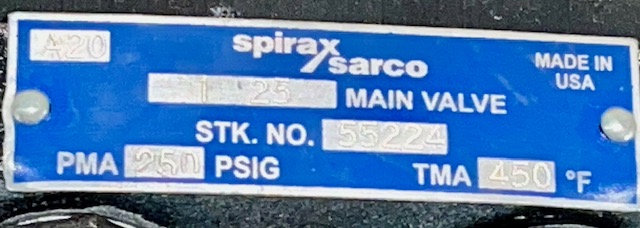 A20
spirax sarco
MADE IN USA
1 25 MAIN VALVE
STK. NO. 55224
PMA 250 PSIG TMA 450 °F